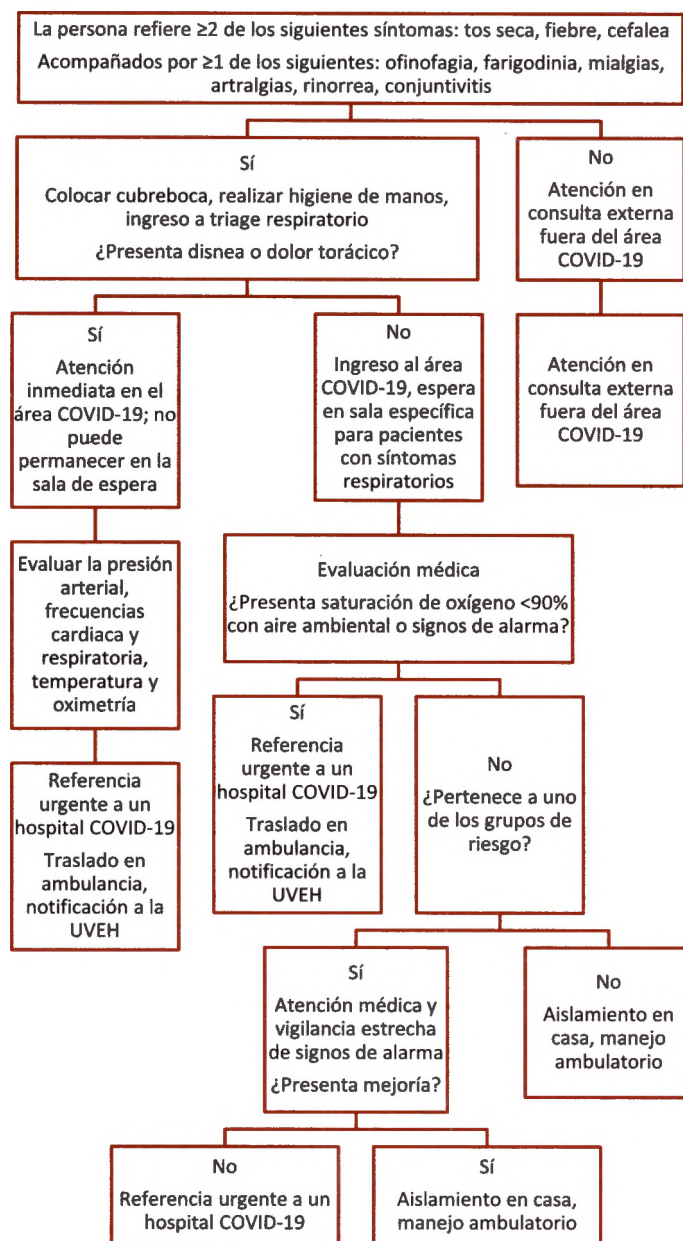 La persona refiere ≥2 de los siguientes síntomas: tos seca, fiebre, cefalea
Acompañados por ≥1 de los siguientes: ofinofagia, farigodinia, mialgias,
artralgias, rinorrea, conjuntivitis
Sí
Colocar cubreboca, realizar higiene de manos,
ingreso a triage respiratorio
¿Presenta disnea o dolor torácico?
No
Atención en
consulta externa
fuera del área
COVID-19
Sí
Atención
inmediata en el
área COVID-19; no
puede
permanecer en la
sala de espera
No
Ingreso al área
COVID-19, espera
en sala específica
para pacientes
con síntomas
respiratorios
Atención en
consulta externa
fuera del área
COVID-19
Evaluar la presión
arterial,
frecuencias
cardiaca y
respiratoria,
temperatura y
oximetría
Evaluación médica
¿Presenta saturación de oxígeno <90%
con aire ambiental o signos de alarma?
Referencia
urgente a un
hospital COVID-19
Traslado en
ambulancia,
notificación a la
UVEH
Sí
Referencia
urgente a un
hospital COVID-19
Traslado en
ambulancia,
notificación a la
UVEH
No
¿Pertenece a uno
de los grupos de
riesgo?
Sí
Atención médica y
vigilancia estrecha
de signos de alarma
¿Presenta mejoría?
No
Aislamiento en
casa, manejo
ambulatorio
No
Referencia urgente a un
hospital COVID-19
Sí
Aislamiento en casa,
manejo ambulatorio